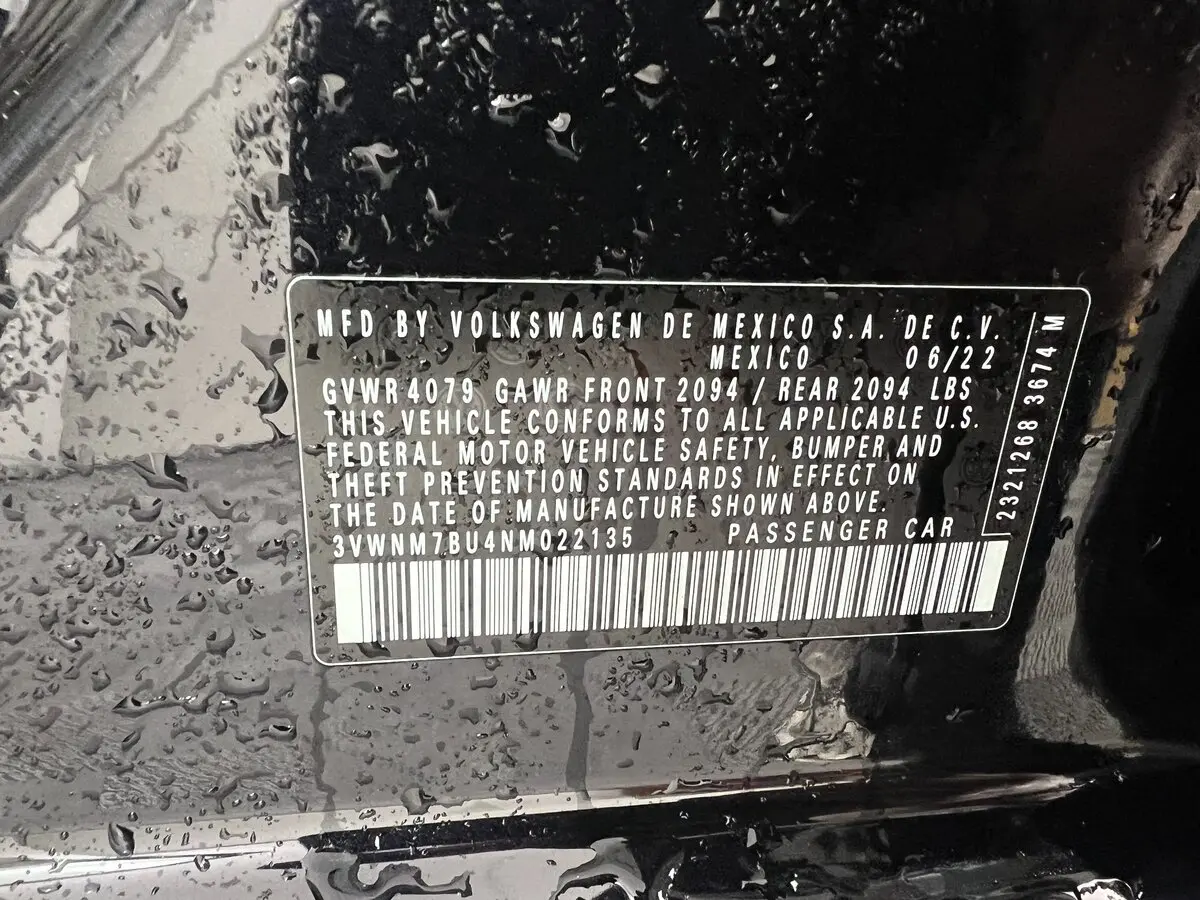 MFD BY VOLKSWAGEN DE MEXICO S.A. DE C.V.
MEXICO 06/22
GVWR 4079 GAWR FRONT 2094 / REAR 2094 LBS
THIS VEHICLE CONFORMS TO ALL APPLICABLE U.S.
FEDERAL MOTOR VEHICLE SAFETY, BUMPER AND
THEFT PREVENTION STANDARDS IN EFFECT ON
THE DATE OF MANUFACTURE SHOWN ABOVE.
3VWNM7BU4NM022135 PASSENGER CAR
2321268 3674 M